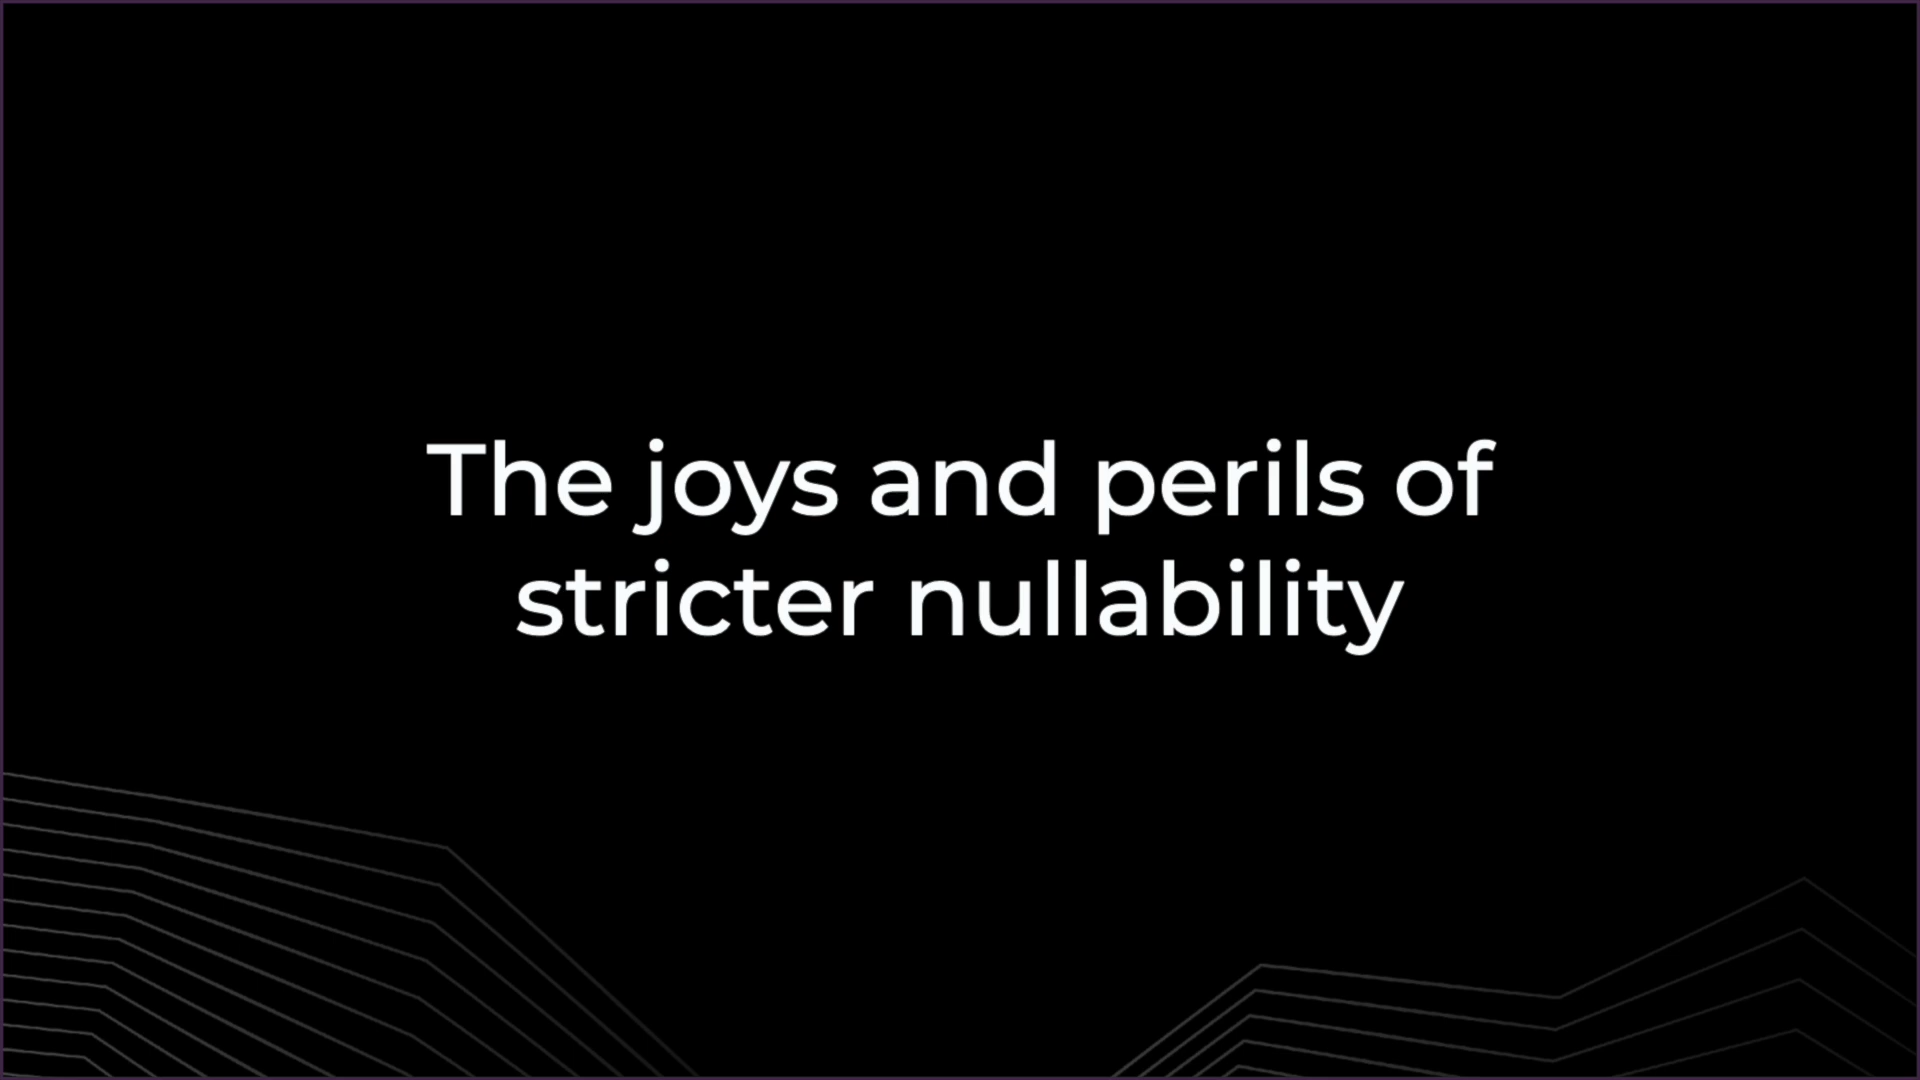 The joys and perils of
stricter nullability